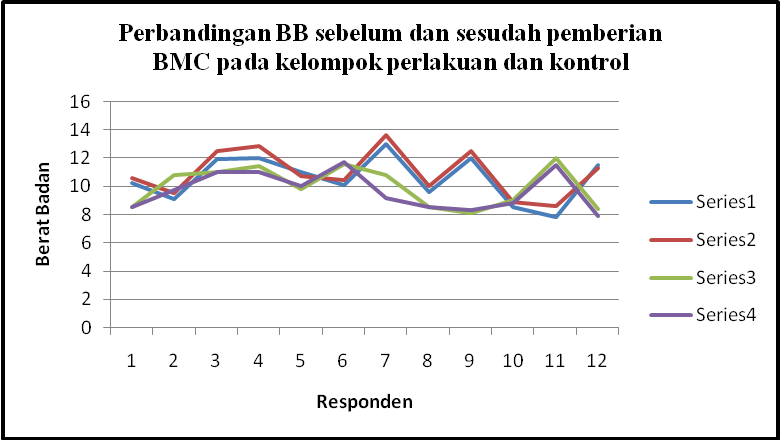 Perbandingan BB sebelum dan sesudah pemberian
BMC pada kelompok perlakuan dan kontrol
16
14
12
10
8
6
4
2
0
Berat Badan
1 2 3 4 5 6 7 8 9 10 11 12
Responden
Series1
Series2
Series3
Series4